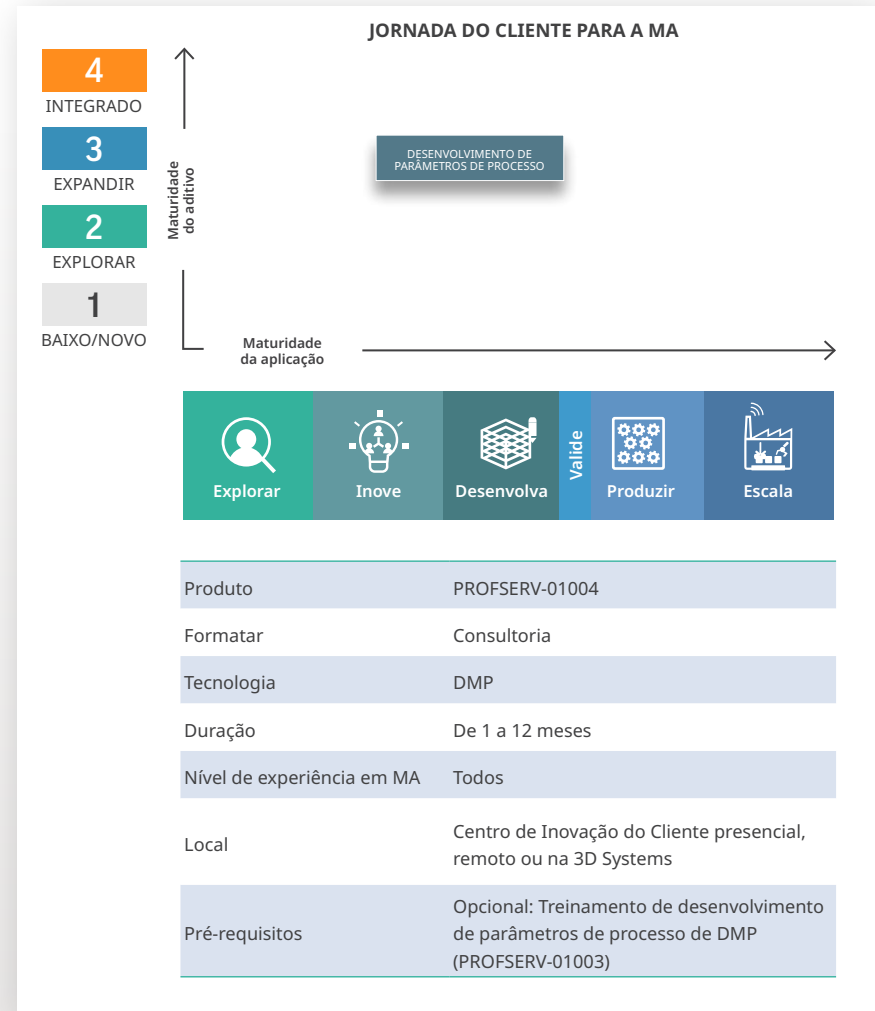 JORNADA DO CLIENTE PARA A MA
4
INTEGRADO
3
EXPANDIR
2
EXPLORAR
1
BAIXO/NOVO
Maturidade
do aditivo
DESENVOLVIMENTO DE
PARÂMETROS DE PROCESSO
Maturidade
da aplicação
Explorar
Inove
Desenvolva
Valide
Produzir
Escala
Produto PROFSERV-01004
Formatar Consultoria
Tecnologia DMP
Duração De 1 a 12 meses
Nível de experiência em MA Todos
Local Centro de Inovação do Cliente presencial,
remoto ou na 3D Systems
Pré-requisitos Opcional: Treinamento de desenvolvimento
de parâmetros de processo de DMP
(PROFSERV-01003)